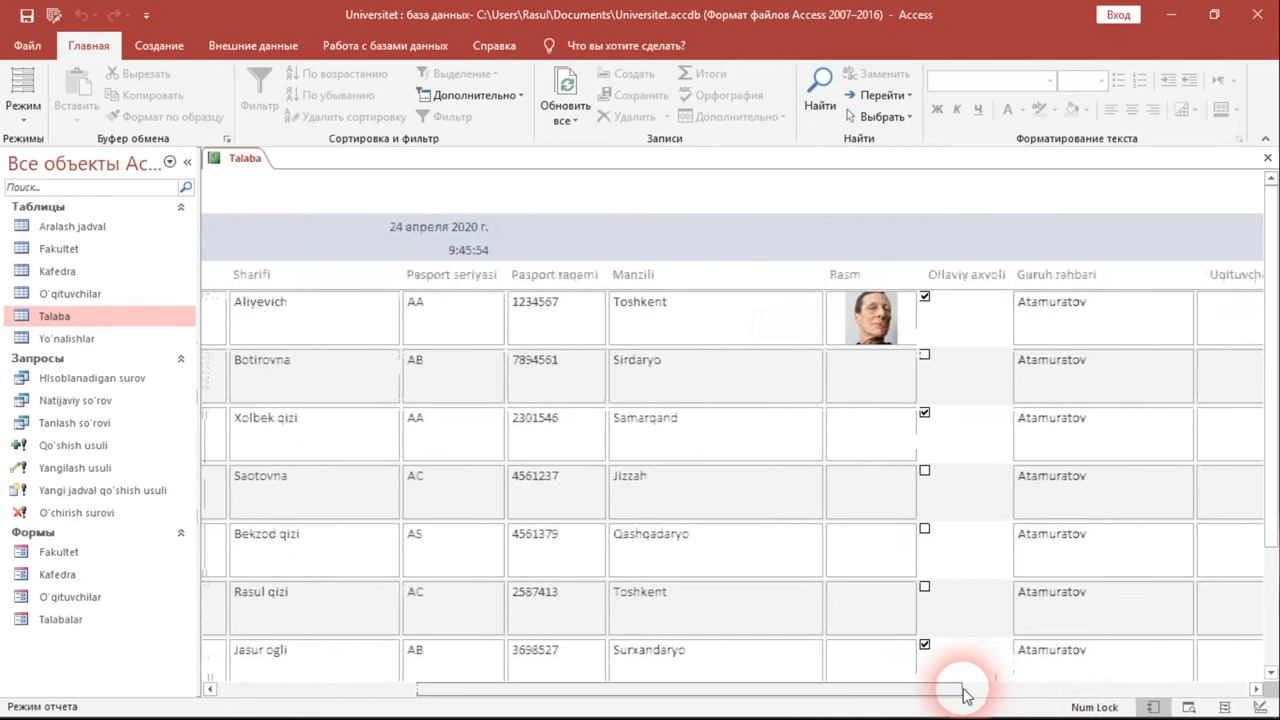 Universitet : база данных- C:\Users\Rasul\Documents\Universitet.accdb (Формат файлов Access 2007–2016) - Access
Вход
Файл Главная Создание Внешние данные Работа с базами данных Справка Что вы хотите сделать?
Режим
Режимы
Вставить
Вырезать
Копировать
Формат по образцу
Буфер обмена
Фильтр
По возрастанию
По убыванию
Удалить сортировку
Выделение
Дополнительно
Фильтр
Сортировка и фильтр
Обновить
все
Создать
Сохранить
Удалить
Итоги
Орфография
Дополнительно
Записи
Найти
Заменить
Перейти
Выбрать
Найти
Ж К Ч А
Форматирование текста
Все объекты Ac...
Поиск...
Таблицы
Aralash jadval
Fakultet
Kafedra
O`qituvchilar
Talaba
Yo`nalishlar
Запросы
HIsoblanadigan surov
Natijaviy so`rov
Tanlash so`rovi
Qo`shish usuli
Yangilash usuli
Yangi jadval qo`shish usuli
O`chirish surovi
Формы
Fakultet
Kafedra
O`qituvchilar
Talabalar
Talaba
24 апреля 2020 г.
9:45:54
Sharifi Pasport seriyasi Pasport raqami Manzili Rasm Oilaviy axvoli Guruh rahbari
Aliyevich AA 1234567 Toshkent Atamuratov
Botirovna AB 7894561 Sirdaryo Atamuratov
Xolbek qizi AA 2301546 Samarqand Atamuratov
Saotovna AC 4561237 Jizzah Atamuratov
Bekzod qizi AS 4561379 Qashqadaryo Atamuratov
Rasul qizi AC 2587413 Toshkent Atamuratov
Jasur ogli AB 3698527 Surxandaryo Atamuratov
Режим отчета
Num Lock